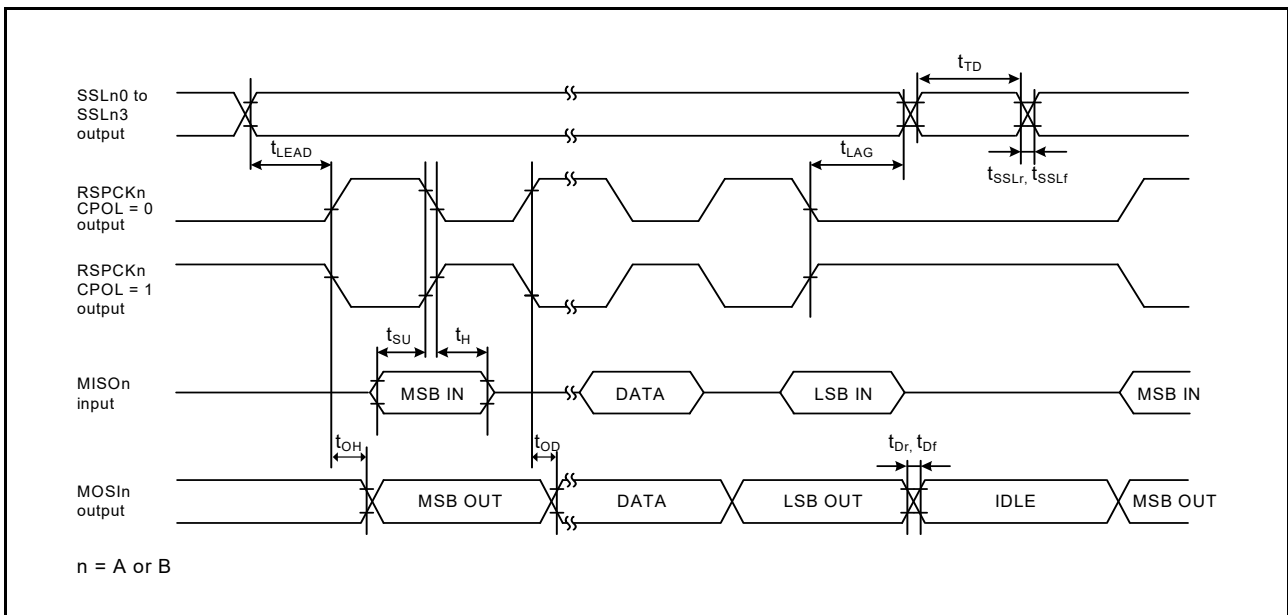 tTD
SSLn0 to
SSLn3
output
tLEAD
tLAG
tSSLr, tSSLf
RSPCKn
CPOL = 0
output
RSPCKn
CPOL = 1
output
tSU
tH
MISOn
input
MSB IN
DATA
LSB IN
MSB IN
tOH
tOD
tDr, tDf
MOSIn
output
MSB OUT
DATA
LSB OUT
IDLE
MSB OUT
n = A or B